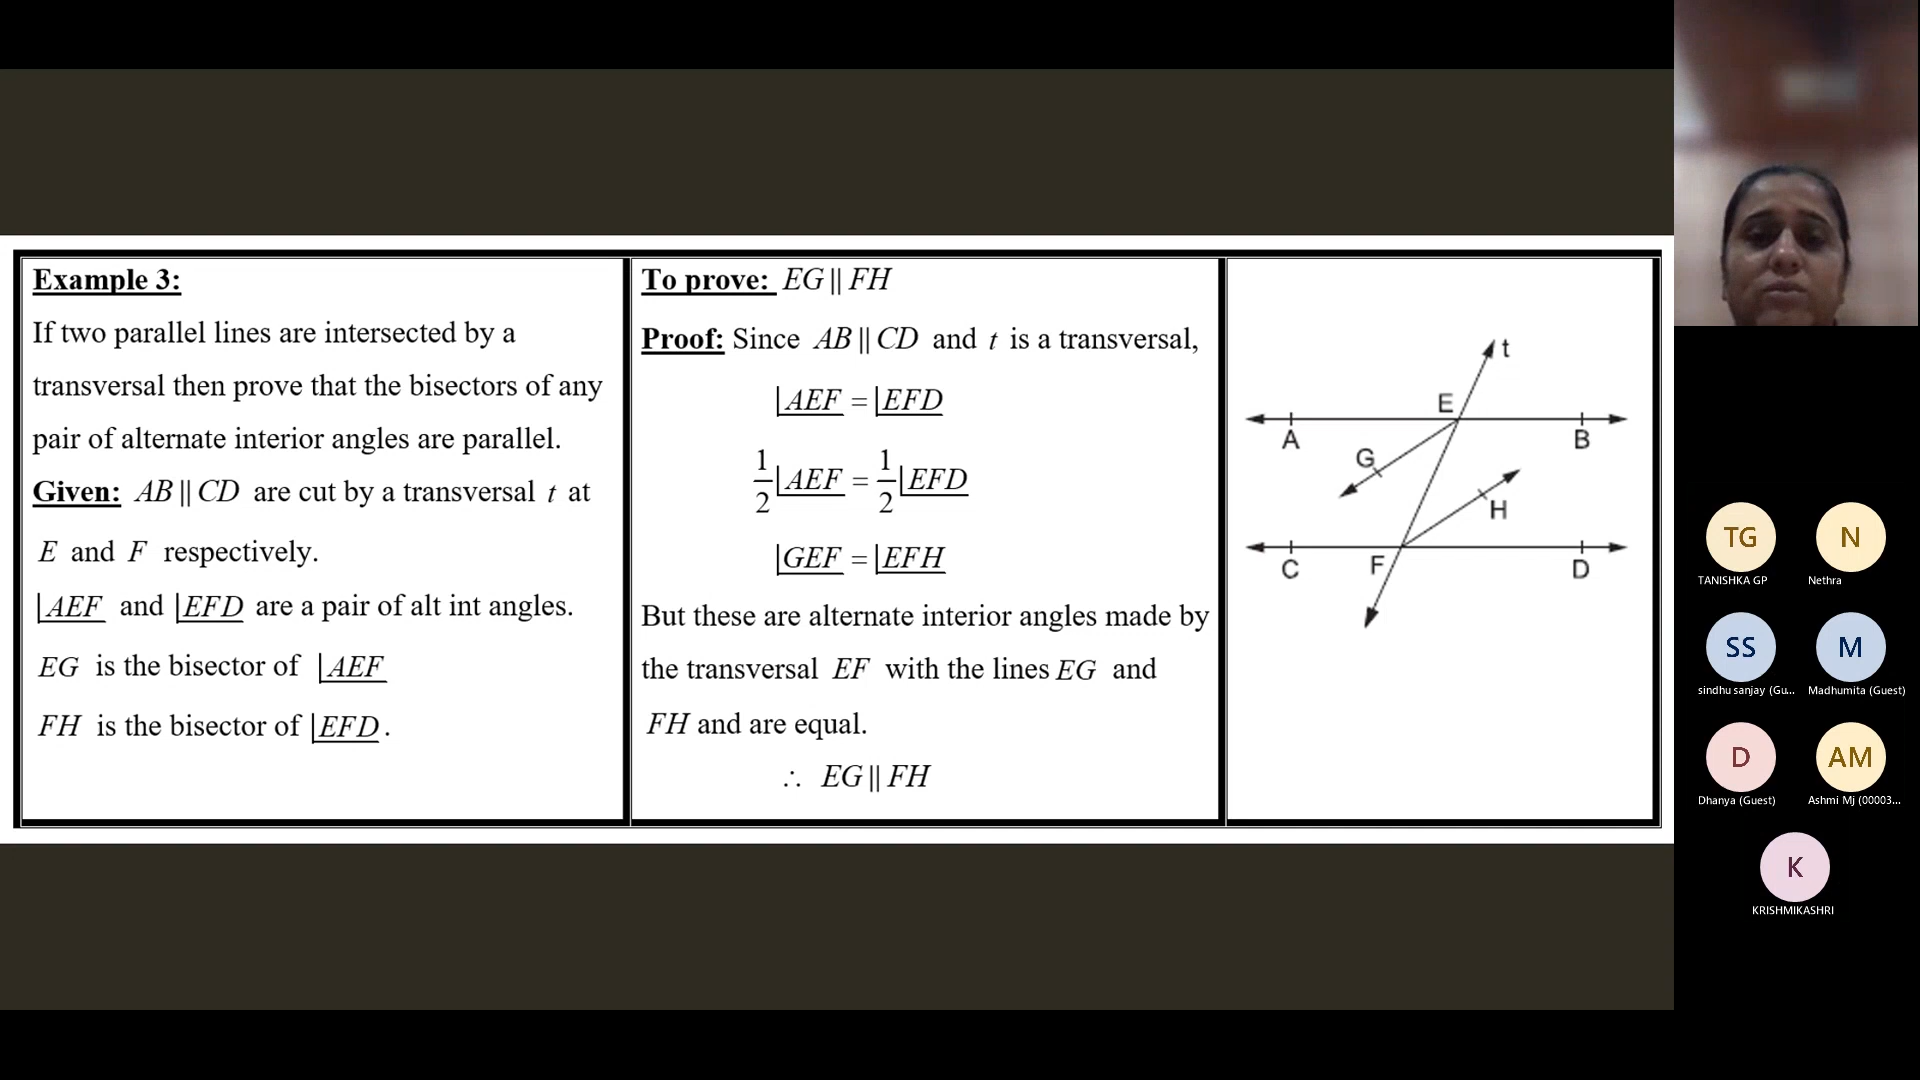 Example 3:
If two parallel lines are intersected by a
transversal then prove that the bisectors of any
pair of alternate interior angles are parallel.
Given: AB || CD are cut by a transversal t at
E and F respectively.
∠AEF and ∠EFD are a pair of alt int angles.
EG is the bisector of ∠AEF
FH is the bisector of ∠EFD.
To prove: EG || FH
Proof: Since AB || CD and t is a transversal,
∠AEF = ∠EFD
1/2 ∠AEF = 1/2 ∠EFD
∠GEF = ∠EFH
But these are alternate interior angles made by
the transversal EF with the lines EG and
FH and are equal.
∴ EG || FH
t
E
A
B
G
H
C
F
D
TG
TANISHKA GP
N
Nethra
SS
sindhu sanjay (Gu...
M
Madhumita (Guest)
D
Dhanya (Guest)
AM
Ashmi Mj (00003...
K
KRISHMIKASHRI